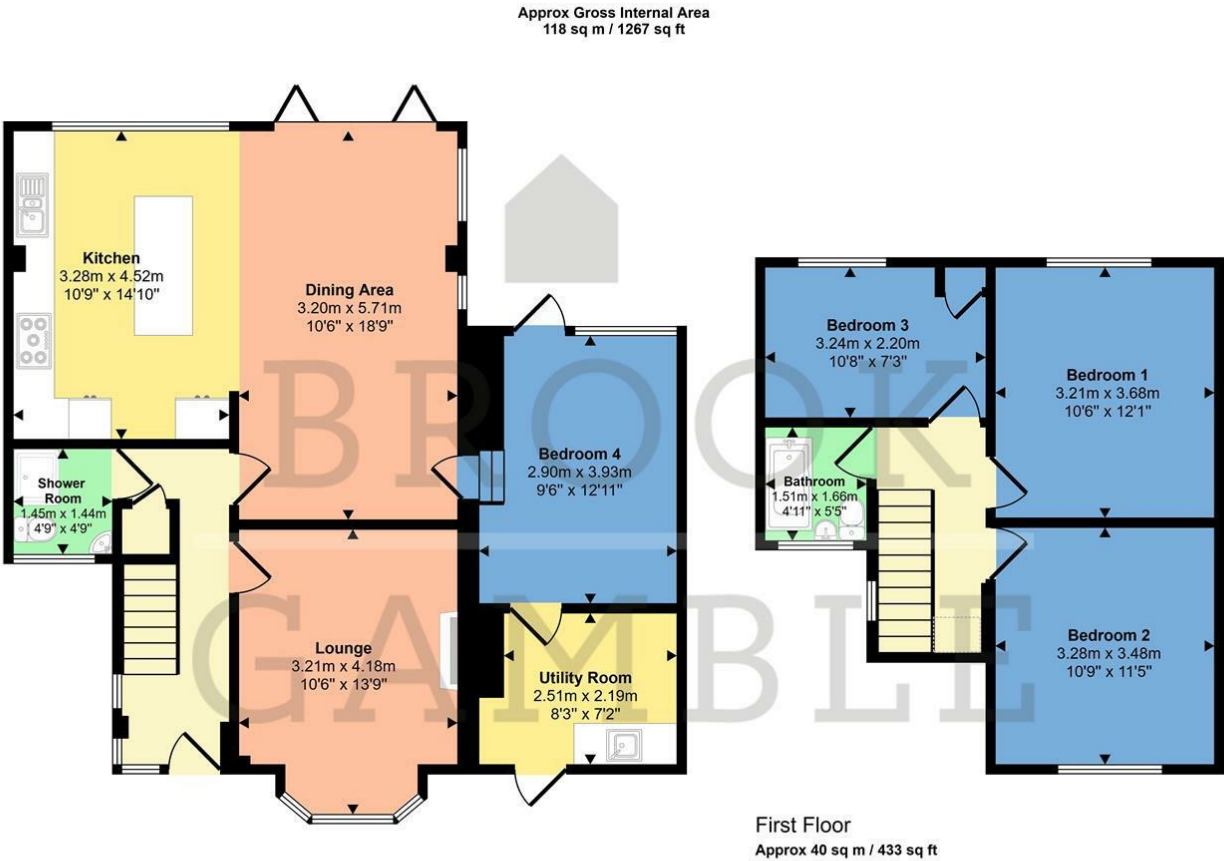 Approx Gross Internal Area
118 sq m / 1267 sq ft
Kitchen
3.28m x 4.52m
10'9" x 14'10"
Dining Area
3.20m x 5.71m
10'6" x 18'9"
Bedroom 4
2.90m x 3.93m
9'6" x 12'11"
Shower
Room
1.45m x 1.44m
4'9" x 4'9"
Lounge
3.21m x 4.18m
10'6" x 13'9"
Utility Room
2.51m x 2.19m
8'3" x 7'2"
Bedroom 3
3.24m x 2.20m
10'8" x 7'3"
Bedroom 1
3.21m x 3.68m
10'6" x 12'1"
Bathroom
1.51m x 1.66m
4'11" x 5'5"
Bedroom 2
3.28m x 3.48m
10'9" x 11'5"
BROOK
GAMBLE
First Floor
Approx 40 sq m / 433 sq ft